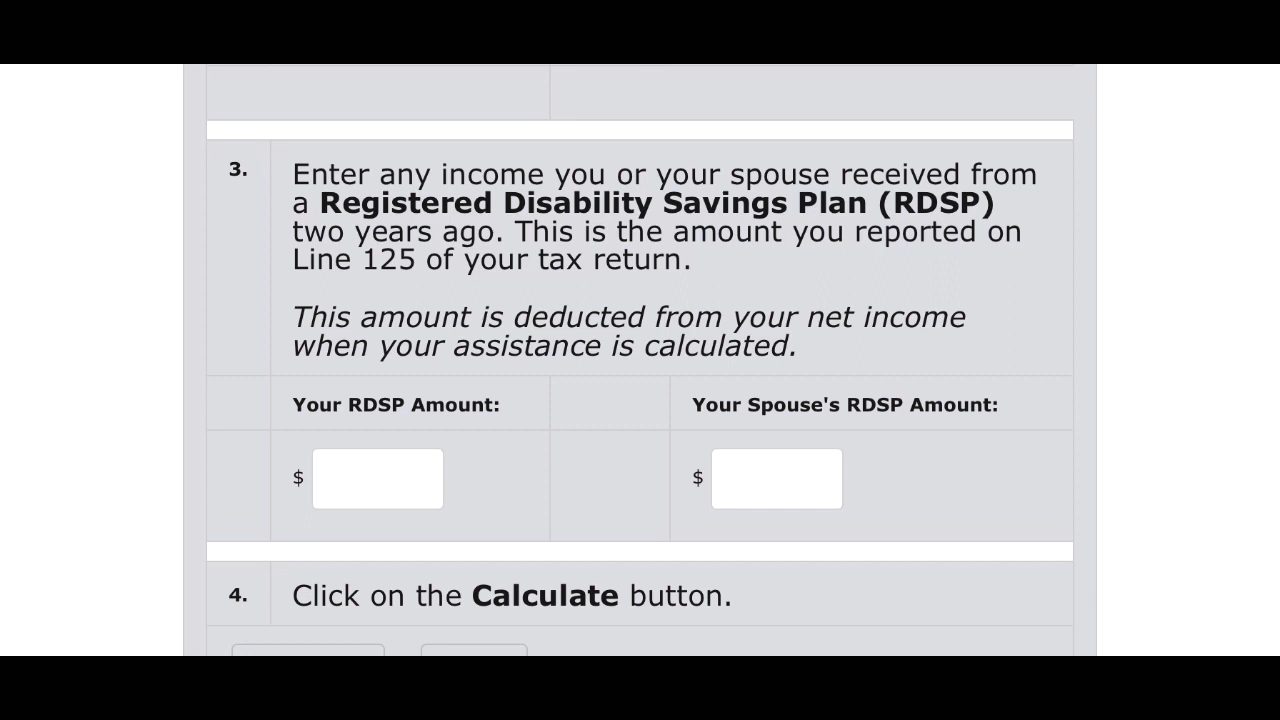 3.
Enter any income you or your spouse received from
a Registered Disability Savings Plan (RDSP)
two years ago. This is the amount you reported on
Line 125 of your tax return.
This amount is deducted from your net income
when your assistance is calculated.
Your RDSP Amount:
Your Spouse's RDSP Amount:
$
$
4.
Click on the Calculate button.